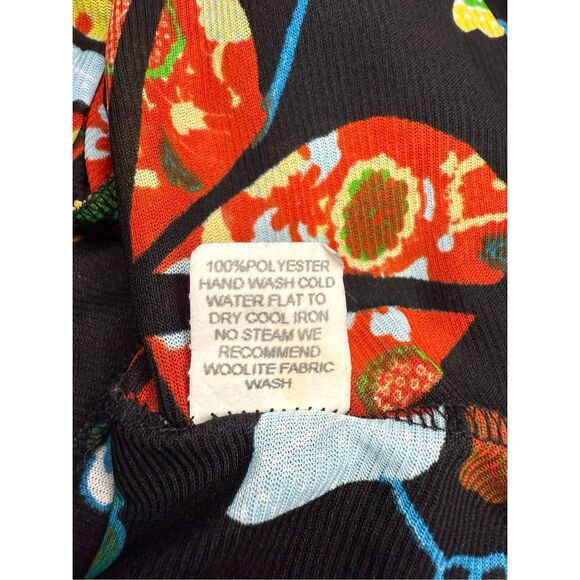 100%POLYESTER
HAND WASH COLD
WATER FLAT TO
DRY COOL IRON
NO STEAM WE
RECOMMEND
WOOLITE FABRIC
WASH